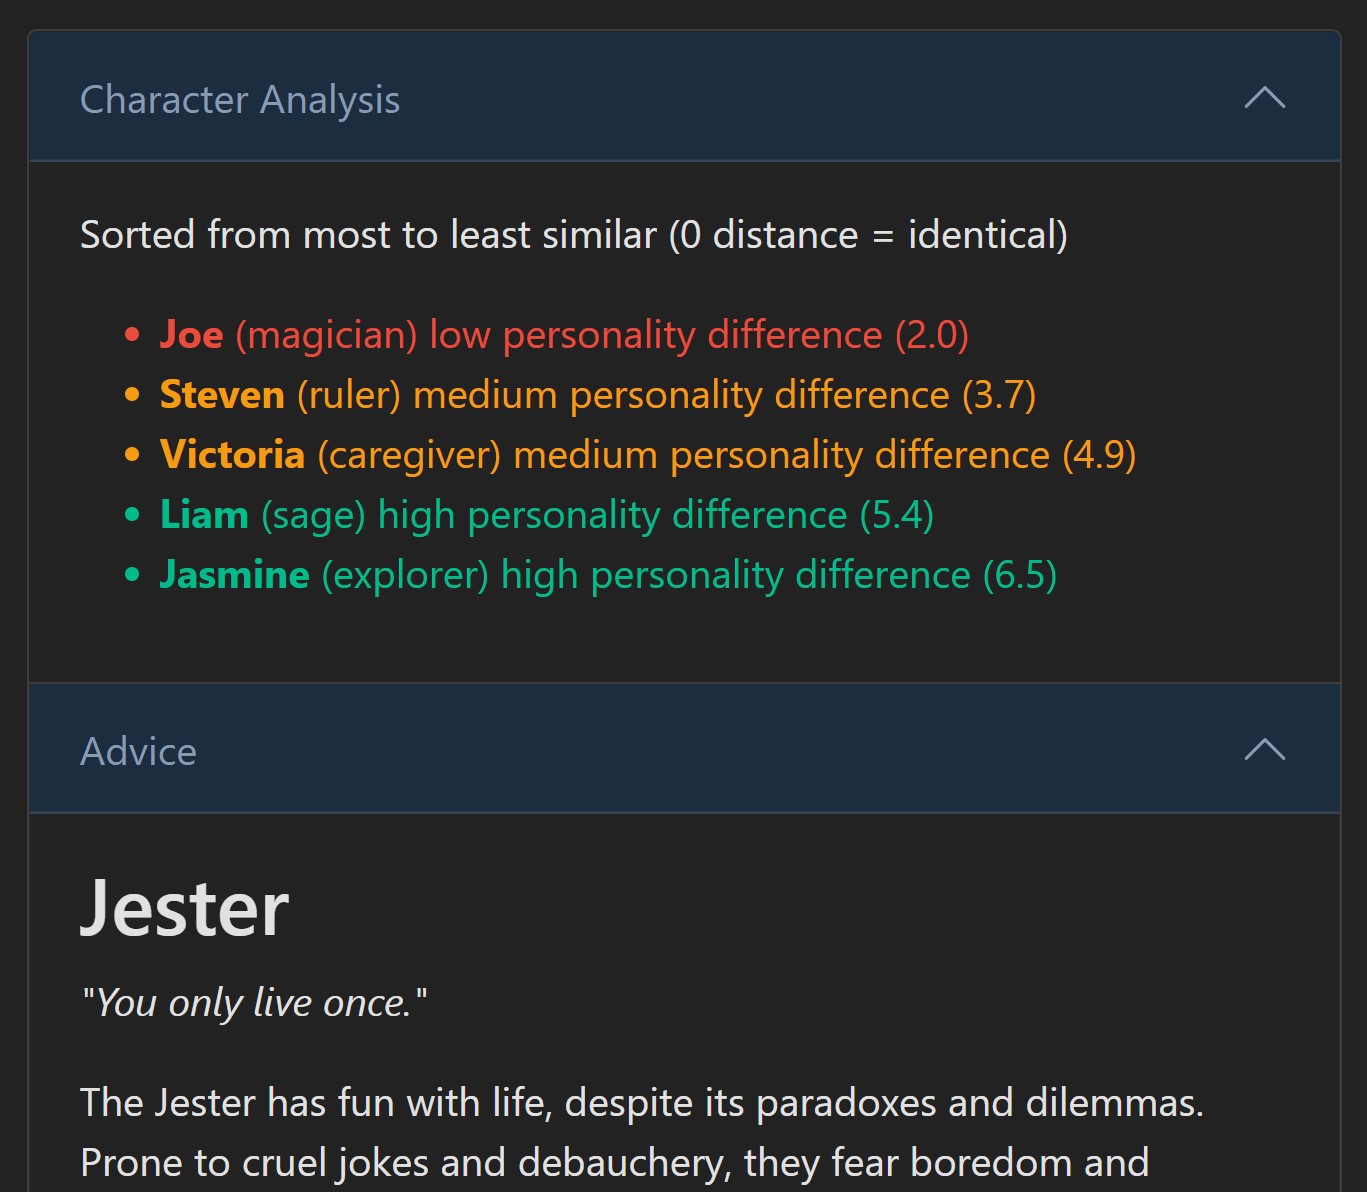 Character Analysis
Sorted from most to least similar (0 distance = identical)
• Joe (magician) low personality difference (2.0)
• Steven (ruler) medium personality difference (3.7)
• Victoria (caregiver) medium personality difference (4.9)
• Liam (sage) high personality difference (5.4)
• Jasmine (explorer) high personality difference (6.5)
Advice
Jester
"You only live once."
The Jester has fun with life, despite its paradoxes and dilemmas.
Prone to cruel jokes and debauchery, they fear boredom and